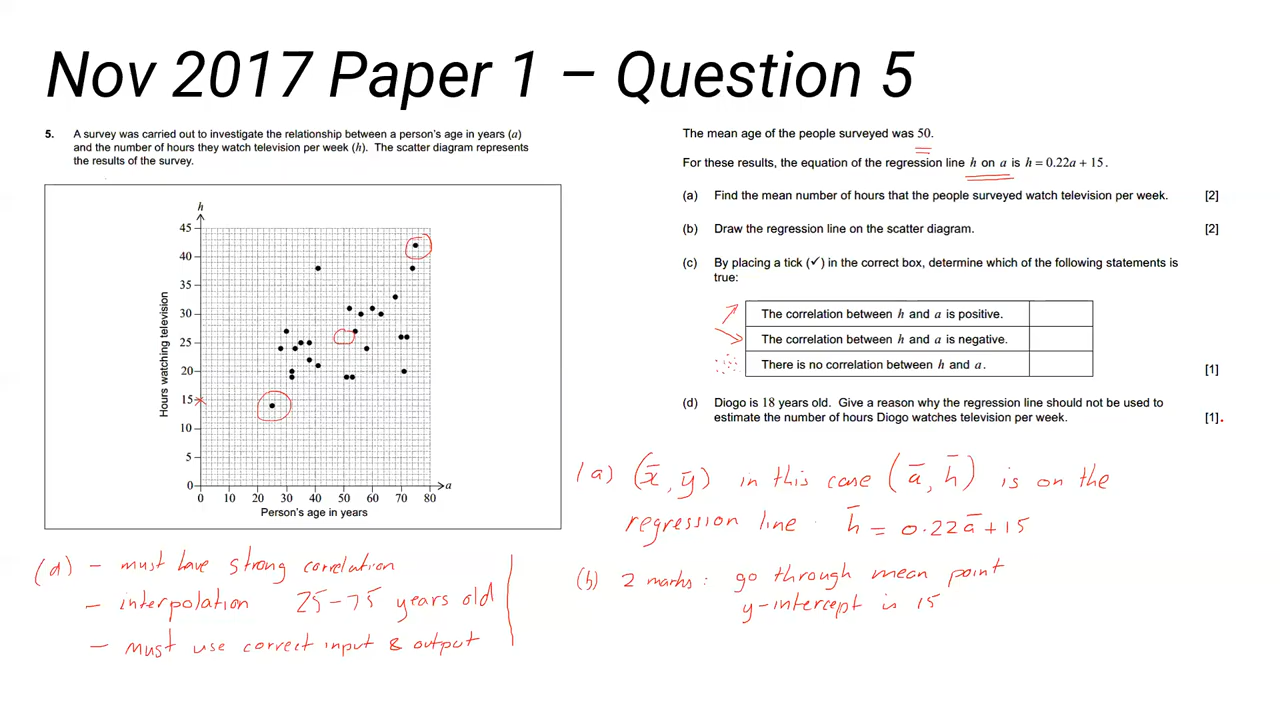 Nov 2017 Paper 1 – Question 5
5. A survey was carried out to investigate the relationship between a person's age in years (a)
and the number of hours they watch television per week (h). The scatter diagram represents
the results of the survey.
h
45
40
35
30
25
20
15
10
5
0
Hours watching television
0 10 20 30 40 50 60 70 80 a
Person's age in years
(d) – must have strong correlation
– interpolation 25–75 years old
– must use correct input & output
The mean age of the people surveyed was 50.
For these results, the equation of the regression line h on a is h = 0.22a + 15.
(a) Find the mean number of hours that the people surveyed watch television per week. [2]
(b) Draw the regression line on the scatter diagram. [2]
(c) By placing a tick (✓) in the correct box, determine which of the following statements is
true:
The correlation between h and a is positive.
The correlation between h and a is negative.
There is no correlation between h and a.
[1]
(d) Diogo is 18 years old. Give a reason why the regression line should not be used to
estimate the number of hours Diogo watches television per week. [1].
(a) (x̄, ȳ) in this case (ā, h̄) is on the
regression line. h̄ = 0.22ā + 15
(b) 2 marks: go through mean point
y-intercept is 15